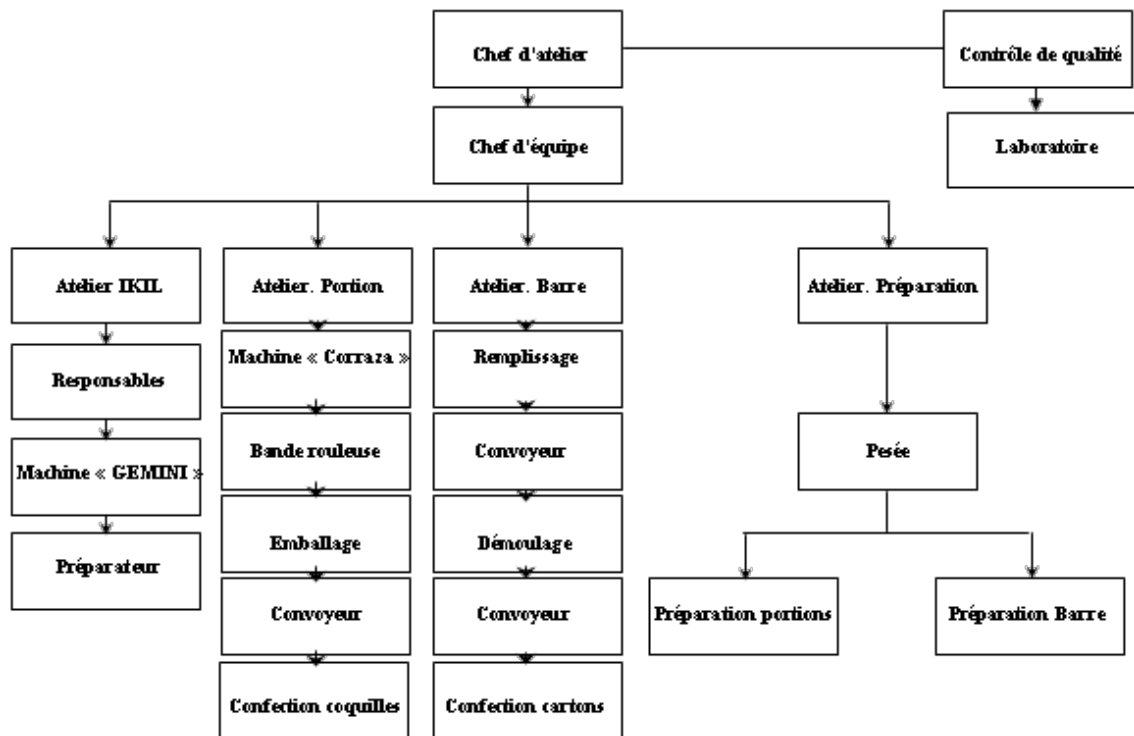 Chef d'atelier
Contrôle de qualité
Chef d'équipe
Laboratoire
Atelier IKIL
Atelier. Portion
Atelier. Barre
Atelier. Préparation
Responsables
Machine « Corraza »
Remplissage
Machine « GEMINI »
Bande rouleuse
Convoyeur
Pesée
Préparateur
Emballage
Démoulage
Convoyeur
Convoyeur
Préparation portions
Préparation Barre
Confection coquilles
Confection cartons